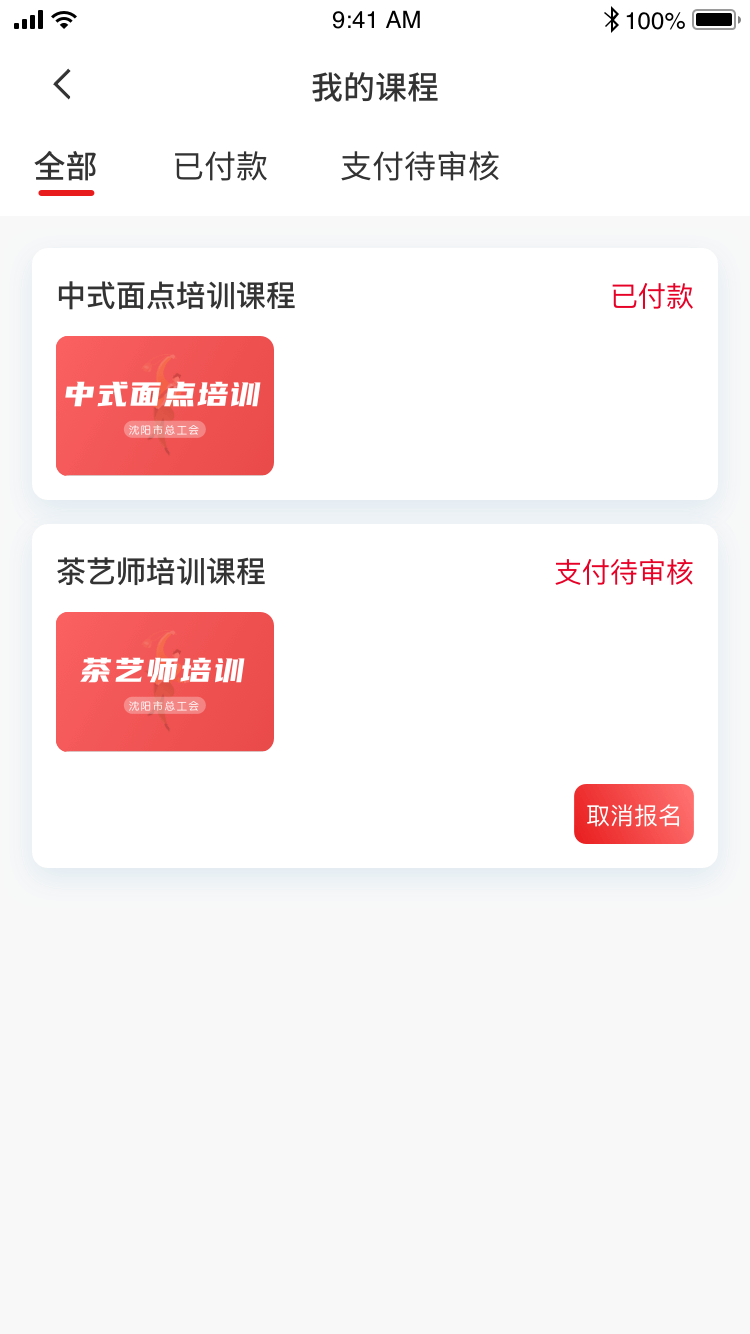 9:41 AM
100%
我的课程
全部
已付款
支付待审核
中式面点培训课程
已付款
中式面点培训
沈阳市总工会
茶艺师培训课程
支付待审核
茶艺师培训
沈阳市总工会
取消报名